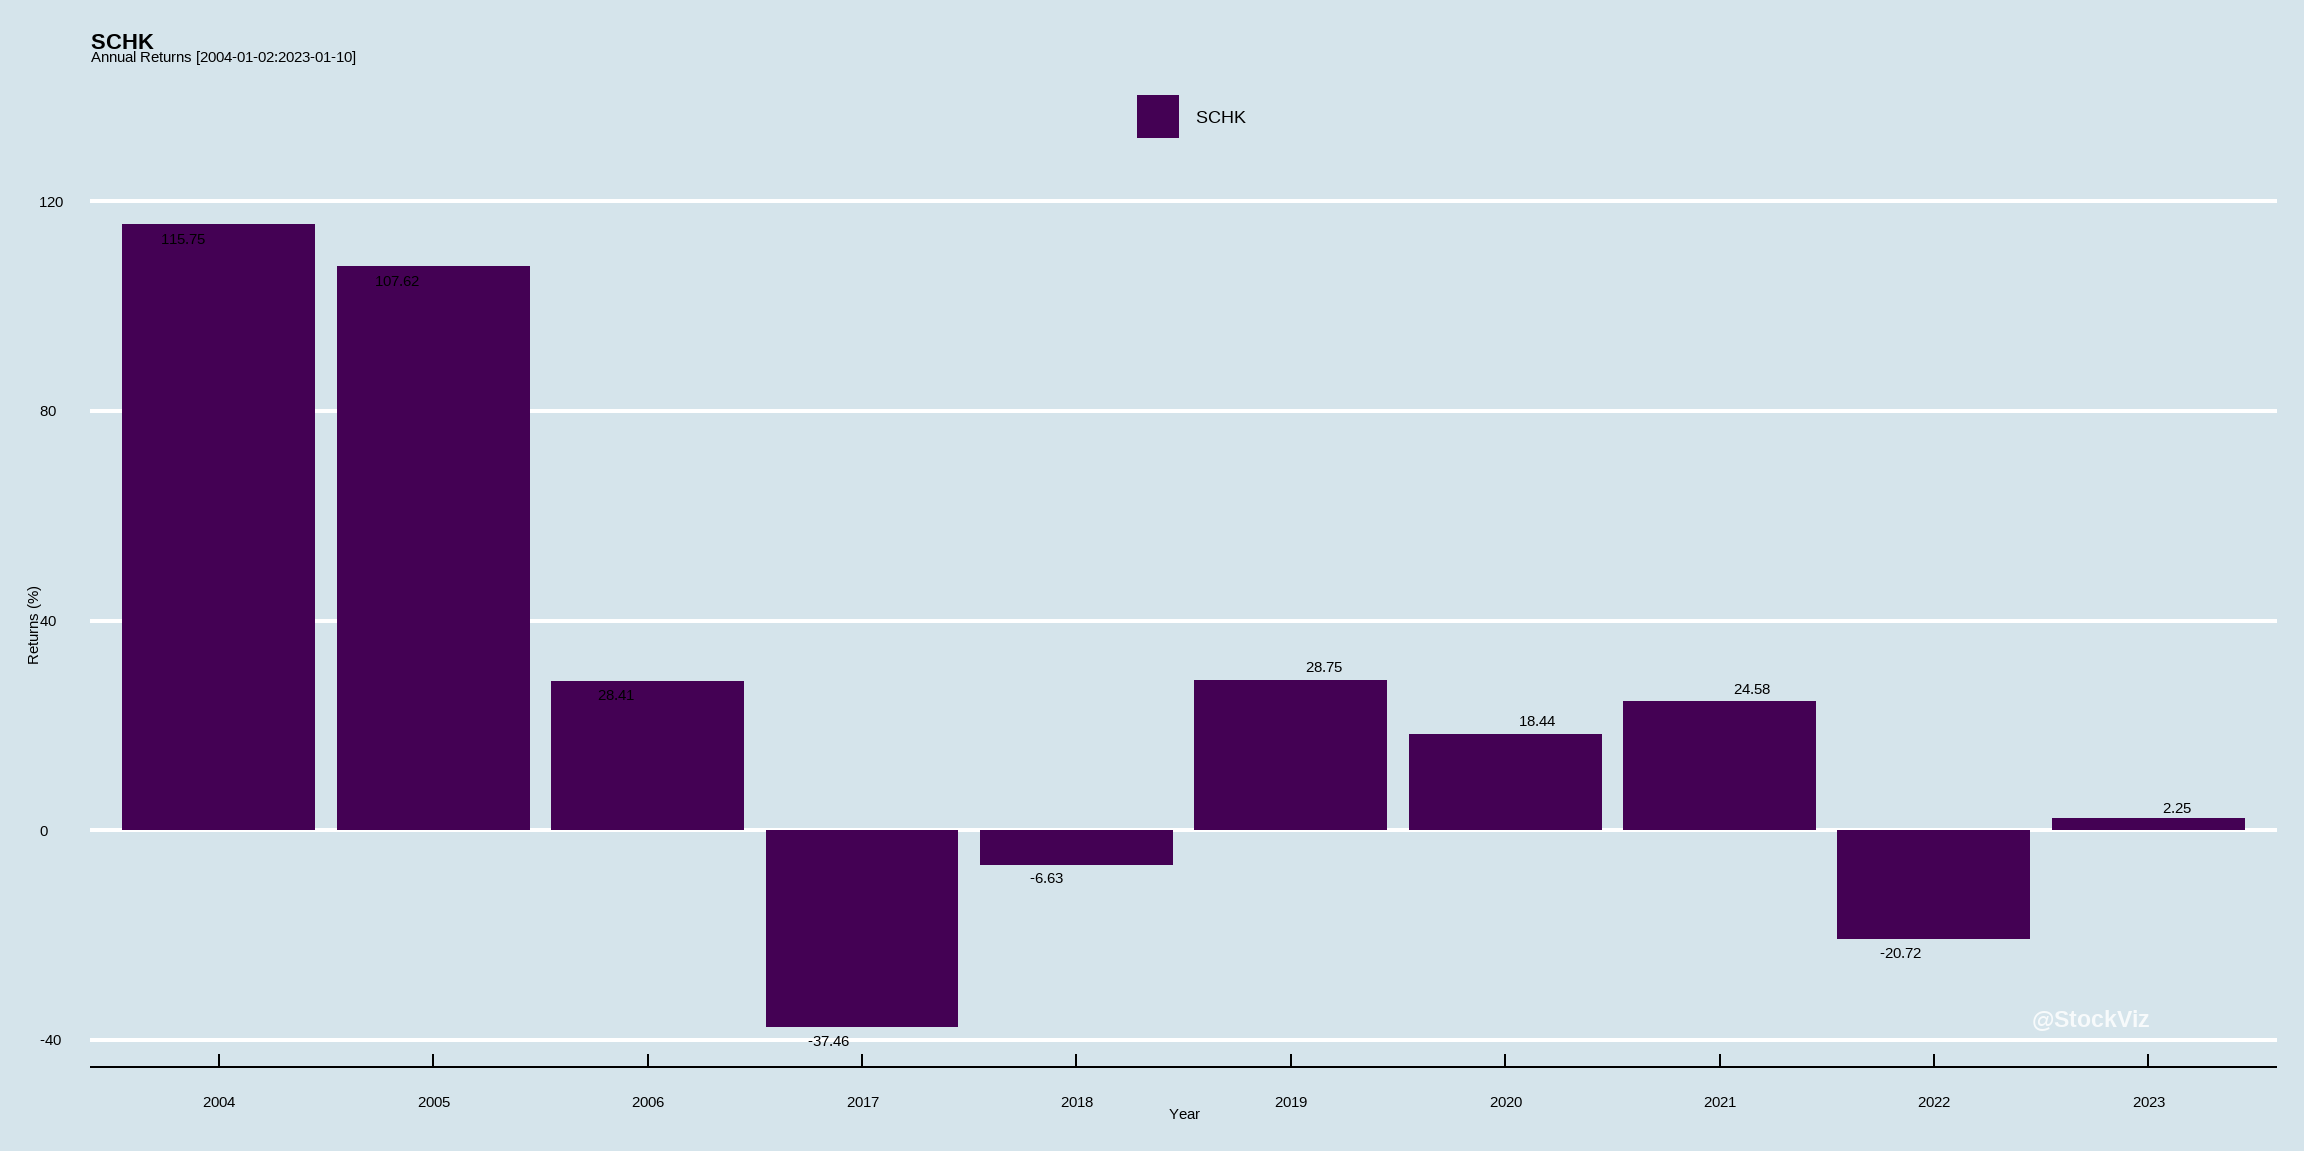 SCHK
Annual Returns [2004-01-02:2023-01-10]
SCHK
120
80
40
0
-40
Returns (%)
115.75
107.62
28.41
-37.46
-6.63
28.75
18.44
24.58
-20.72
2.25
@StockViz
2004 2005 2006 2017 2018 2019 2020 2021 2022 2023
Year